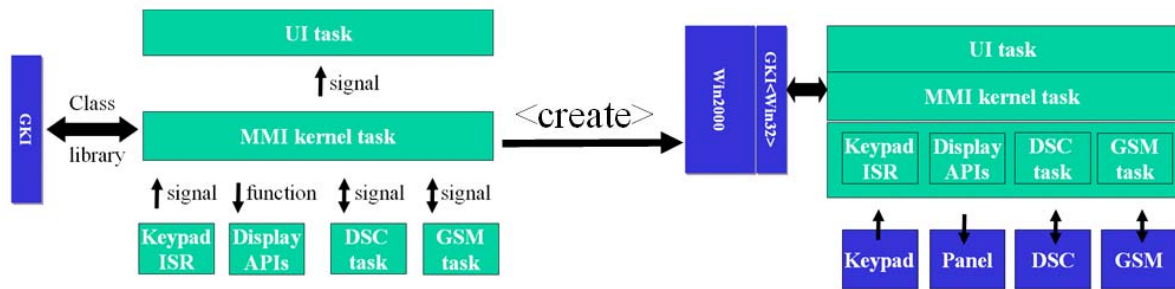 UI task
signal
GKI
Class
library
MMI kernel task
signal
function
signal
signal
Keypad
ISR
Display
APIs
DSC
task
GSM
task
<create>
Win2000
GKI<Win32>
UI task
MMI kernel task
Keypad
ISR
Display
APIs
DSC
task
GSM
task
Keypad
Panel
DSC
GSM